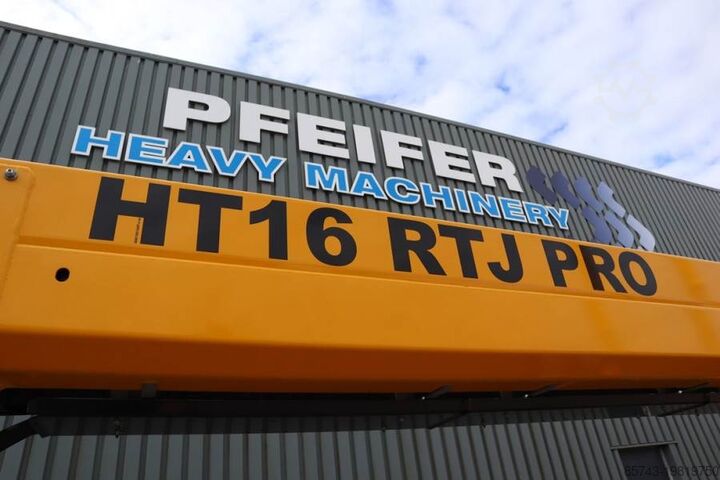 PFEIFER
HEAVY MACHINERY
HT16 RTJ PRO